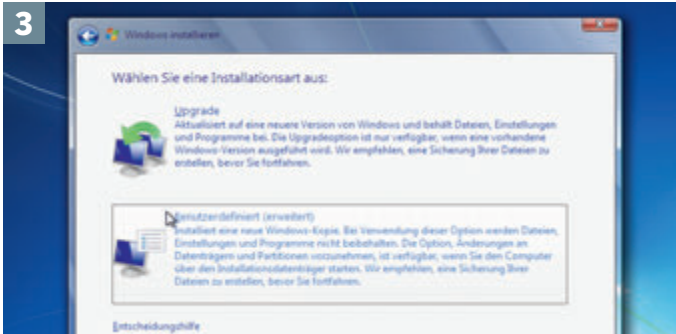 3
Windows installieren
Wählen Sie eine Installationsart aus:
Upgrade
Aktualisiert auf eine neuere Version von Windows und behält Dateien, Einstellungen
und Programme bei. Die Upgradeoption ist nur verfügbar, wenn eine vorhandene
Windows-Version ausgeführt wird. Wir empfehlen, eine Sicherung Ihrer Dateien zu
erstellen, bevor Sie fortfahren.
Benutzerdefiniert (erweitert)
Installiert eine neue Windows-Kopie. Bei Verwendung dieser Option werden Dateien,
Einstellungen und Programme nicht beibehalten. Die Option, Änderungen an
Datenträgern und Partitionen vorzunehmen, ist verfügbar, wenn Sie den Computer
über den Installationsdatenträger starten. Wir empfehlen, eine Sicherung Ihrer
Dateien zu erstellen, bevor Sie fortfahren.
Entscheidungshilfe